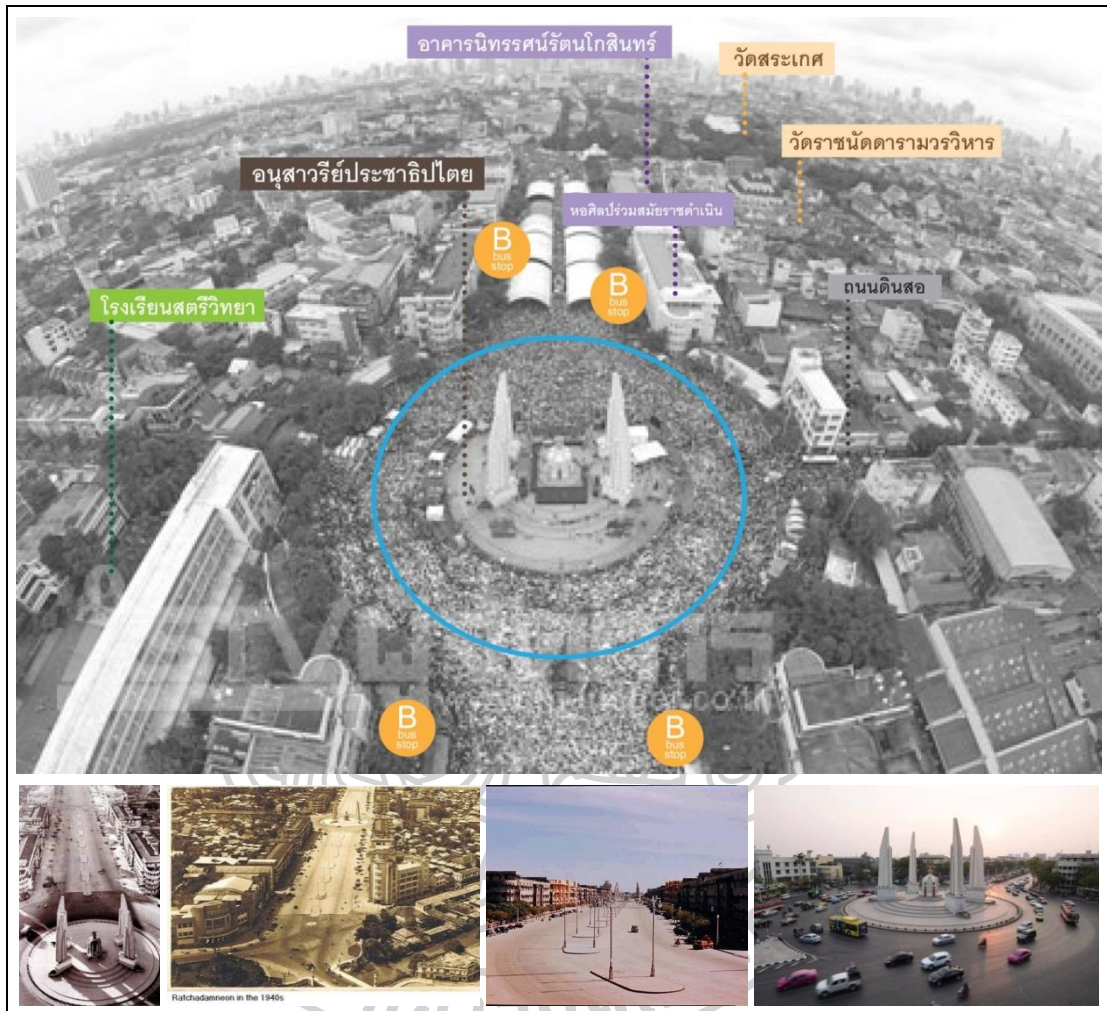 อาคารนิทรรศน์รัตนโกสินทร์
วัดสระเกศ
วัดราชนัดดารามวรวิหาร
อนุสาวรีย์ประชาธิปไตย
หอศิลป์ร่วมสมัยราชดำเนิน
B
bus
stop
B
bus
stop
ถนนดินสอ
โรงเรียนสตรีวิทยา
B
bus
stop
B
bus
stop
Ratchadamneon in the 1940s